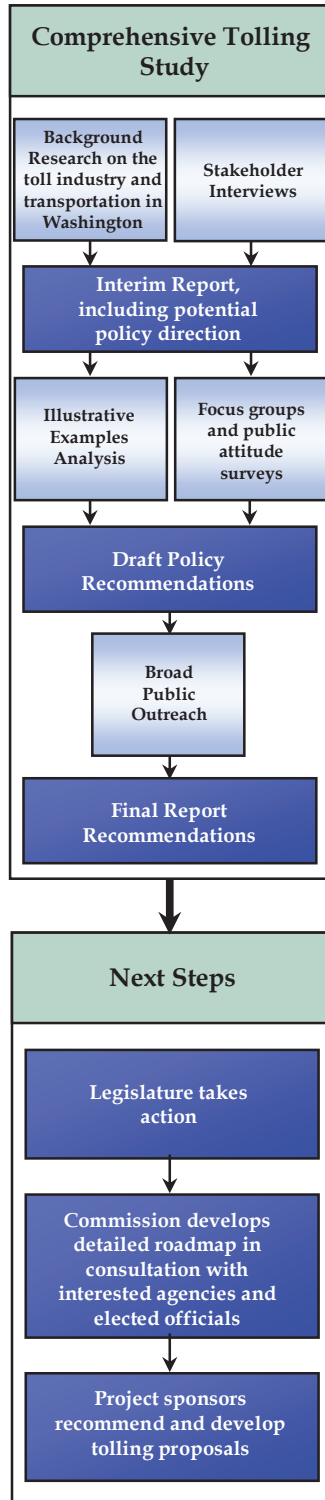 Comprehensive Tolling
Study
Background
Research on the
toll industry and
transportation in
Washington
Stakeholder
Interviews
Interim Report,
including potential
policy direction
Illustrative
Examples
Analysis
Focus groups
and public
attitude
surveys
Draft Policy
Recommendations
Broad
Public
Outreach
Final Report
Recommendations
Next Steps
Legislature takes
action
Commission develops
detailed roadmap in
consultation with
interested agencies and
elected officials
Project sponsors
recommend and develop
tolling proposals